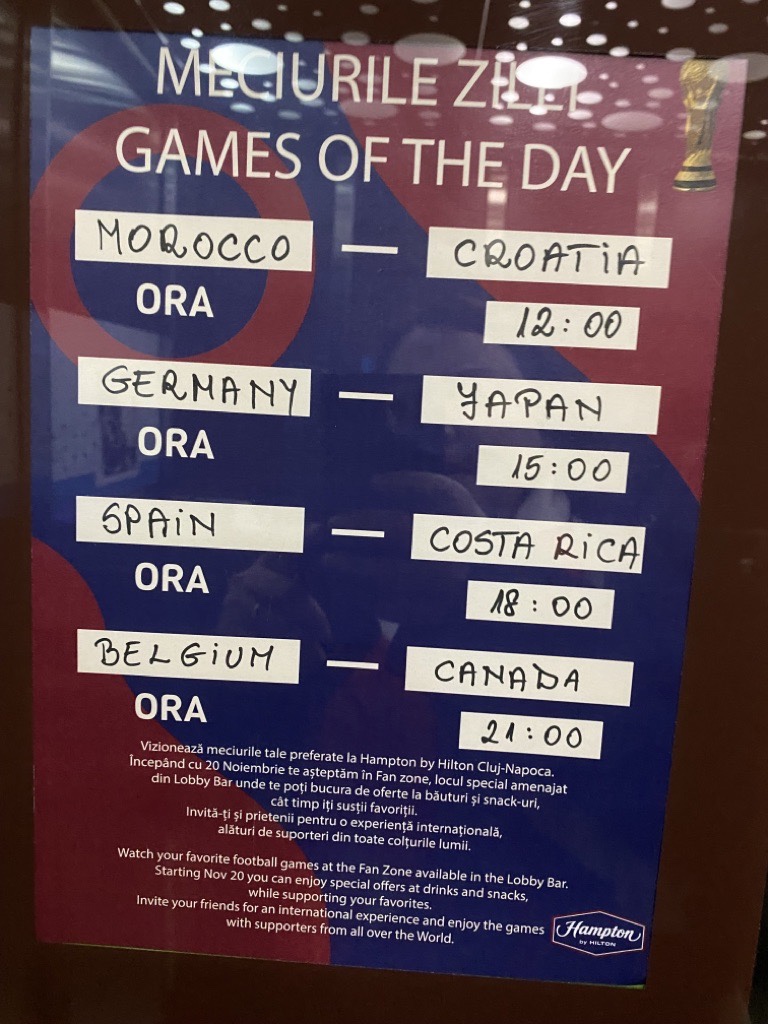 MECIURILE ZILEI
GAMES OF THE DAY
MOROCCO — CROATIA
ORA 12:00
GERMANY — JAPAN
ORA 15:00
SPAIN — COSTA RICA
ORA 18:00
BELGIUM — CANADA
ORA 21:00
Vizionează meciurile tale preferate la Hampton by Hilton Cluj-Napoca.
Începând cu 20 Noiembrie te așteptăm în Fan zone, locul special amenajat
din Lobby Bar unde te poți bucura de oferte la băuturi și snack-uri,
cât timp iți susții favoriții.
Invită-ți și prietenii pentru o experiență internațională,
alături de suporteri din toate colțurile lumii.
Watch your favorite football games at the Fan Zone available in the Lobby Bar.
Starting Nov 20 you can enjoy special offers at drinks and snacks,
while supporting your favorites.
Invite your friends for an international experience and enjoy the games
with supporters from all over the World.
Hampton
BY HILTON